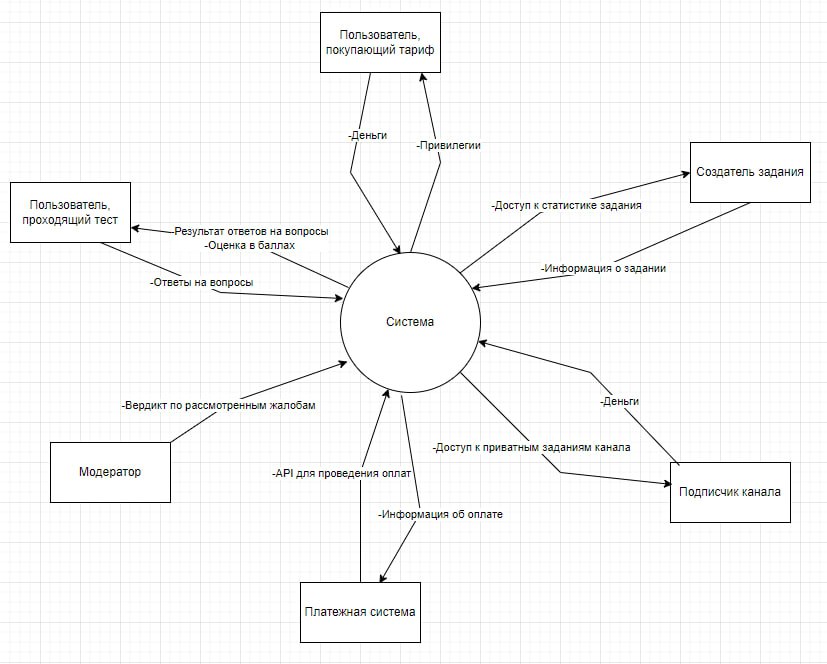 Пользователь,
покупающий тариф
-Деньги
-Привилегии
Создатель задания
-Доступ к статистике задания
Пользователь,
проходящий тест
-Результат ответов на вопросы
-Оценка в баллах
-Информация о задании
-Ответы на вопросы
Система
-Вердикт по рассмотренным жалобам
-Деньги
-Доступ к приватным заданиям канала
Модератор
-API для проведения оплат
Подписчик канала
-Информация об оплате
Платежная система